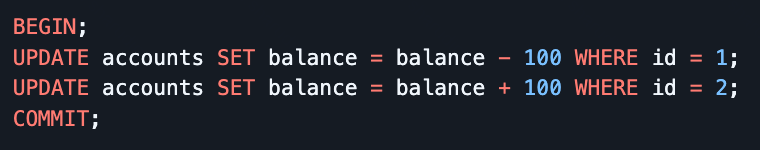 BEGIN;
UPDATE accounts SET balance = balance - 100 WHERE id = 1;
UPDATE accounts SET balance = balance + 100 WHERE id = 2;
COMMIT;